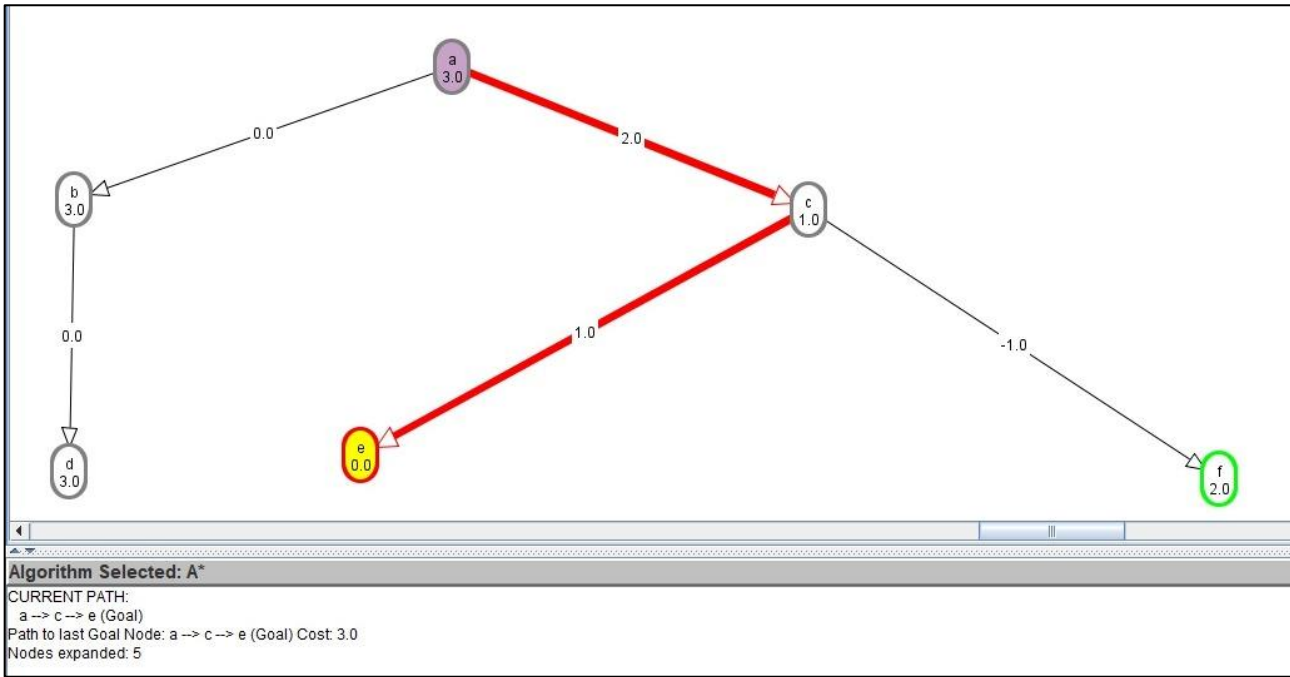 a
3.0
0.0
2.0
b
3.0
c
1.0
0.0
1.0
-1.0
d
3.0
e
0.0
f
2.0
Algorithm Selected: A*
CURRENT PATH:
a --> c --> e (Goal)
Path to last Goal Node: a --> c --> e (Goal) Cost: 3.0
Nodes expanded: 5